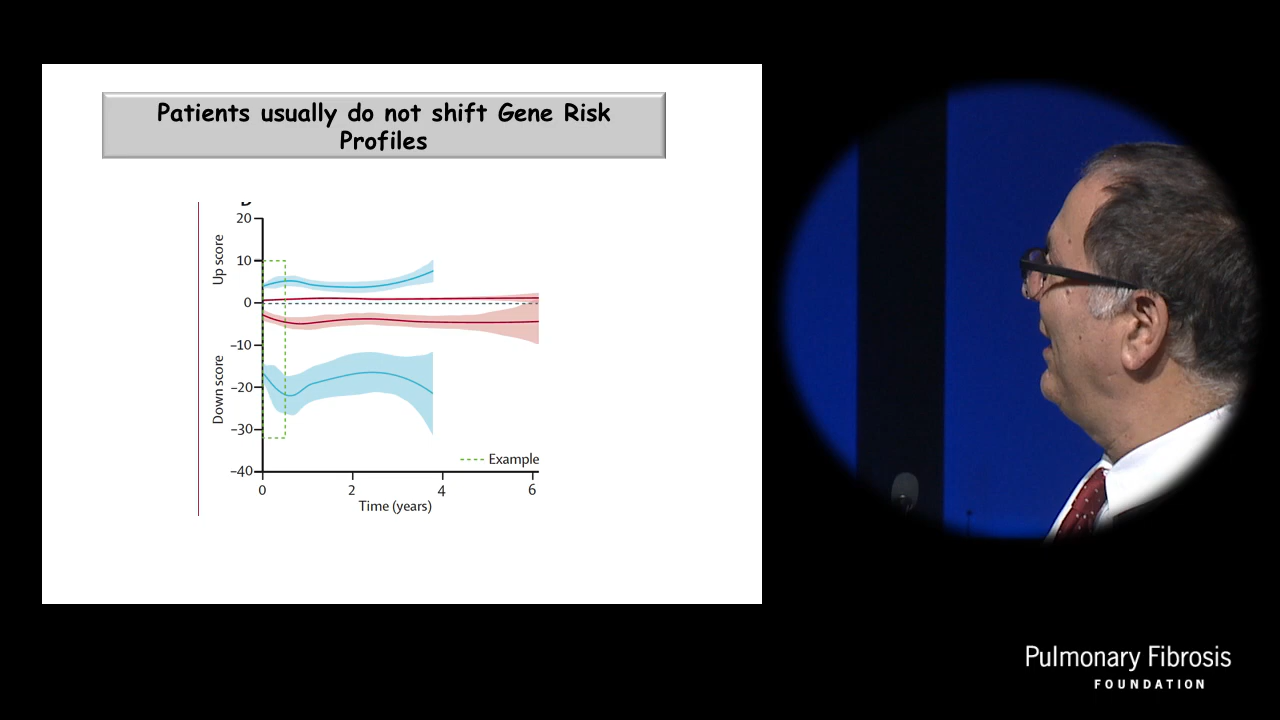 Patients usually do not shift Gene Risk
Profiles
20
10
0
–10
–20
–30
–40
Up score
Down score
Example
0 2 4 6
Time (years)
Pulmonary Fibrosis
FOUNDATION